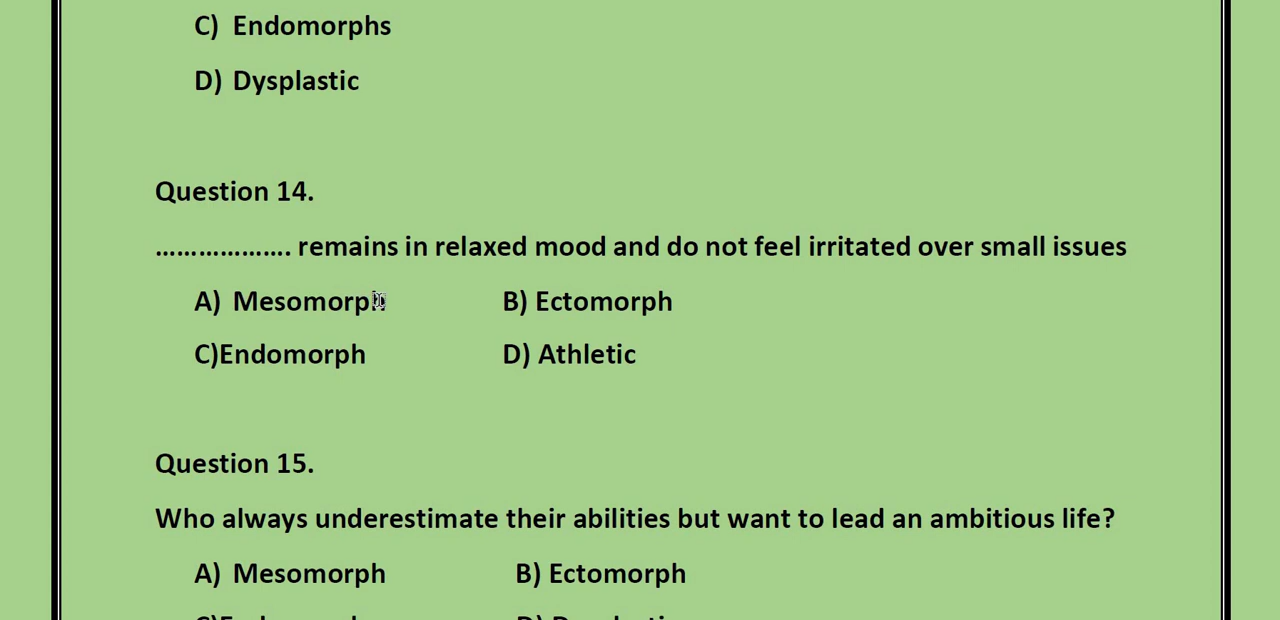 C) Endomorphs
D) Dysplastic
Question 14.
…………………. remains in relaxed mood and do not feel irritated over small issues
A) Mesomorph B) Ectomorph
C)Endomorph D) Athletic
Question 15.
Who always underestimate their abilities but want to lead an ambitious life?
A) Mesomorph B) Ectomorph